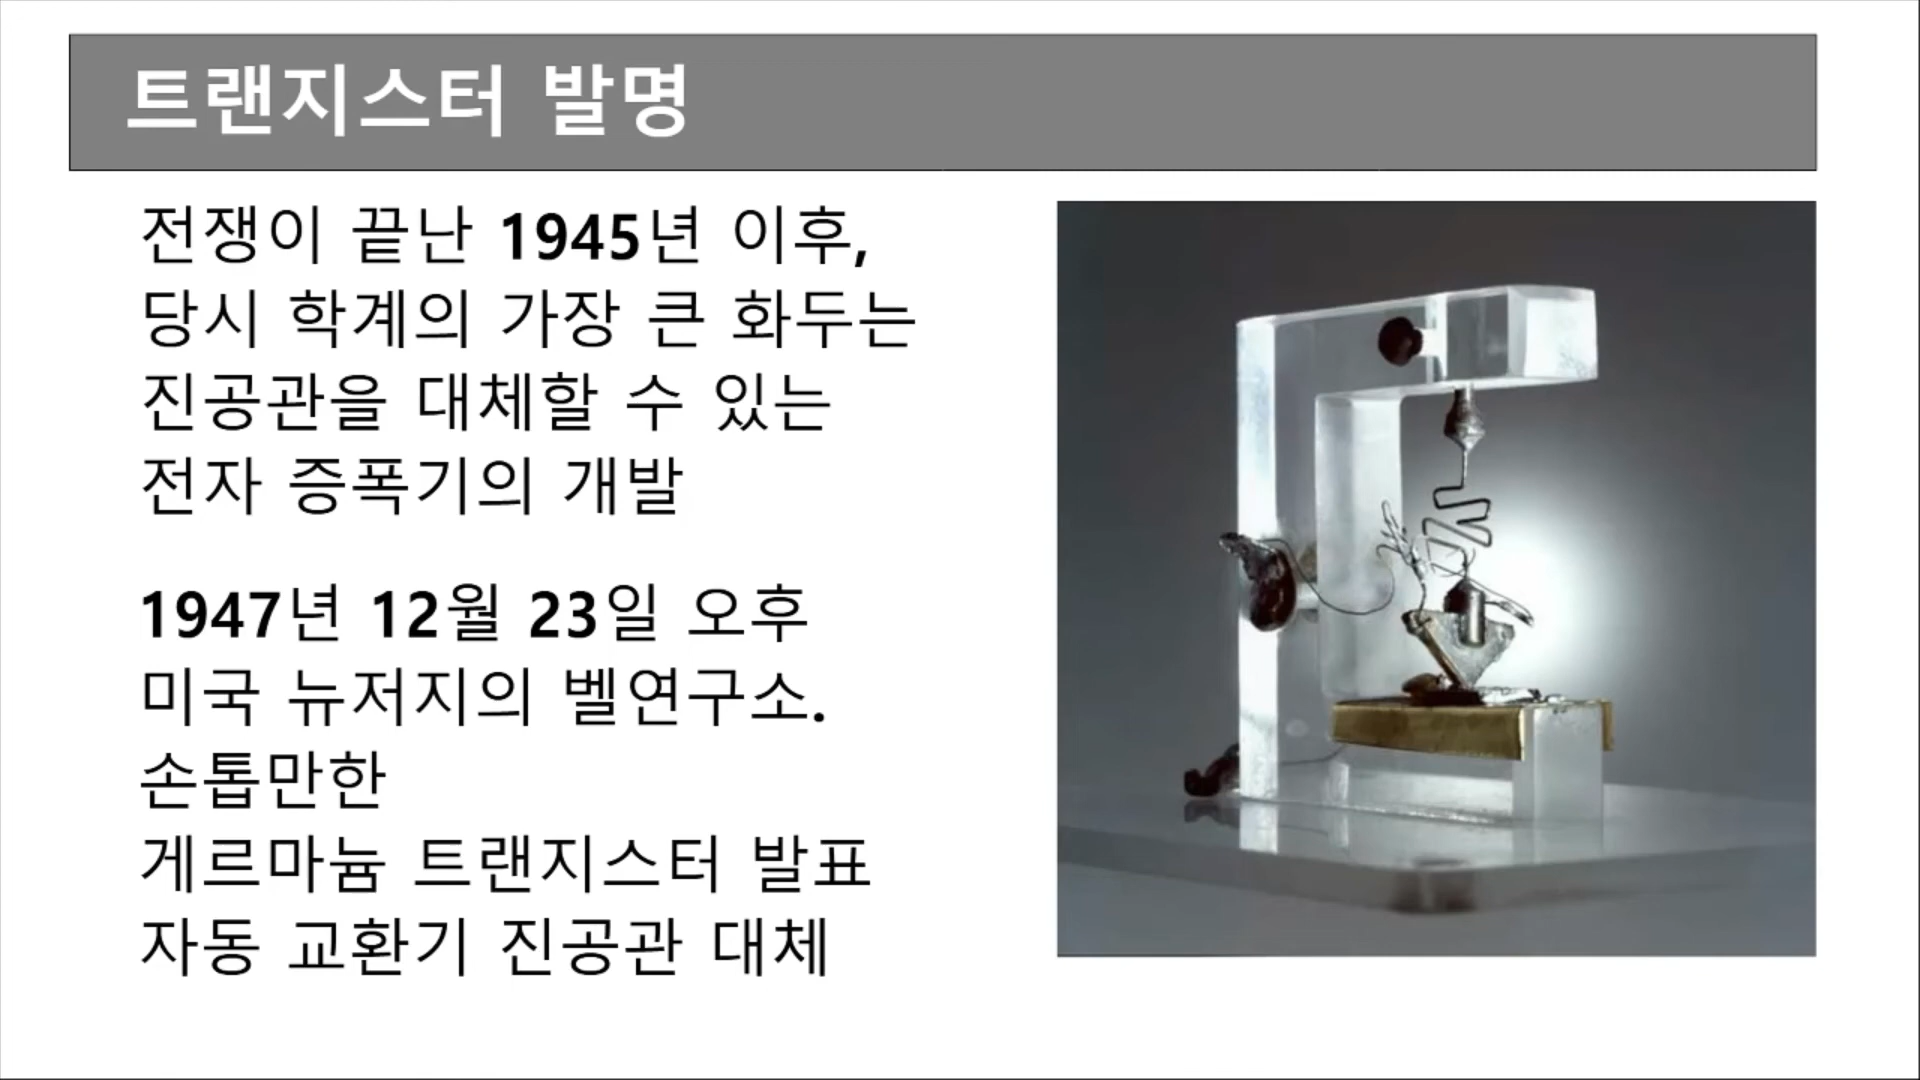 트랜지스터 발명
전쟁이 끝난 1945년 이후,
당시 학계의 가장 큰 화두는
진공관을 대체할 수 있는
전자 증폭기의 개발
1947년 12월 23일 오후
미국 뉴저지의 벨연구소.
손톱만한
게르마늄 트랜지스터 발표
자동 교환기 진공관 대체